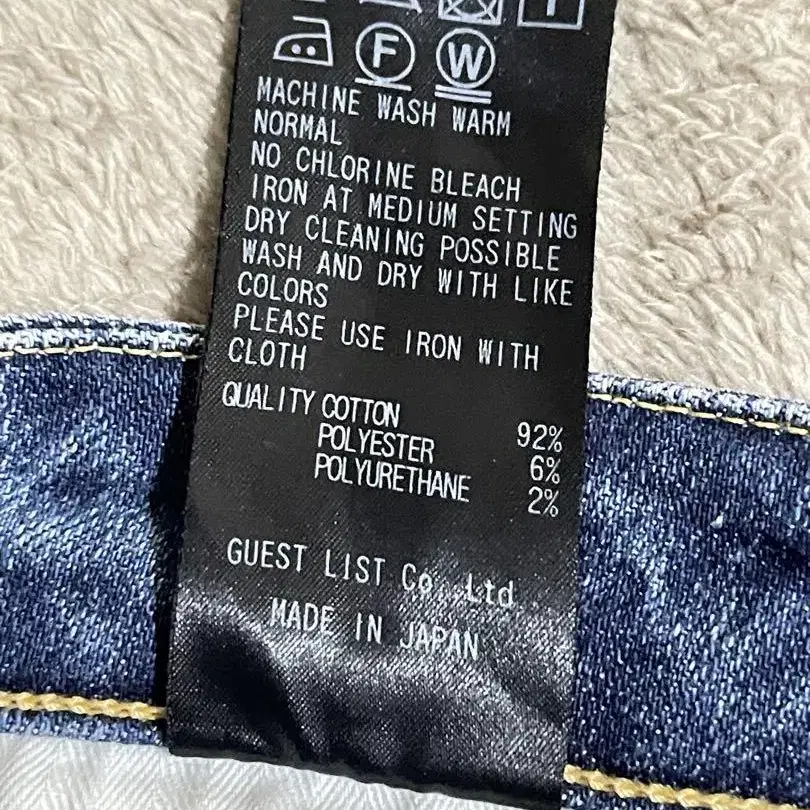 F W
MACHINE WASH WARM
NORMAL
NO CHLORINE BLEACH
IRON AT MEDIUM SETTING
DRY CLEANING POSSIBLE
WASH AND DRY WITH LIKE
COLORS
PLEASE USE IRON WITH
CLOTH
QUALITY COTTON 92%
POLYESTER 6%
POLYURETHANE 2%
GUEST LIST Co.,Ltd
MADE IN JAPAN